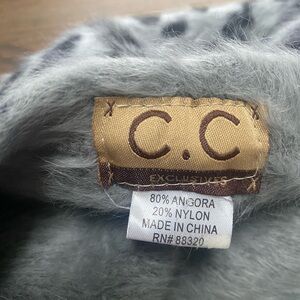 C.C
EXCLUSIVES
80% ANGORA
20% NYLON
MADE IN CHINA
RN# 88320